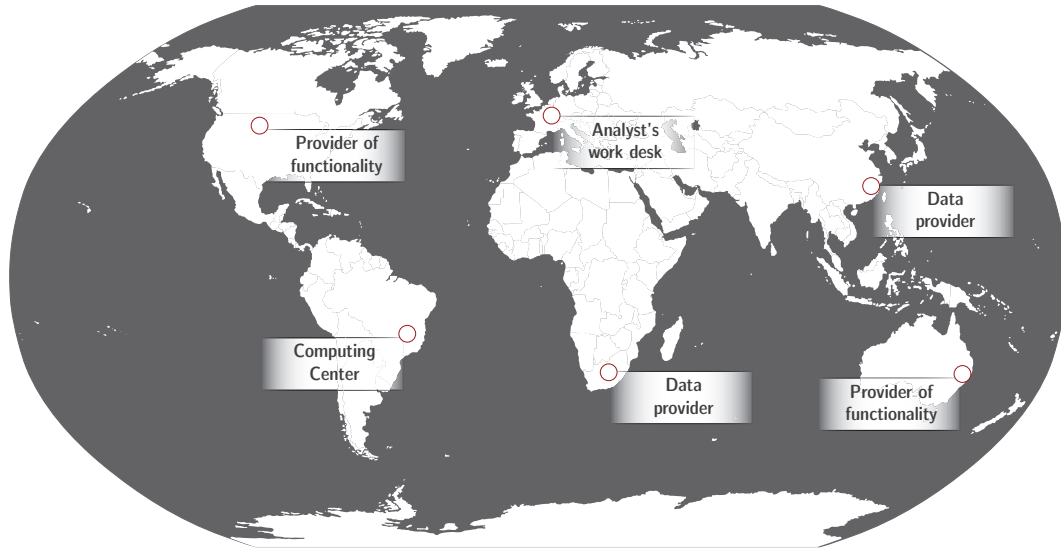 Provider of
functionality
Analyst's
work desk
Data
provider
Computing
Center
Data
provider
Provider of
functionality